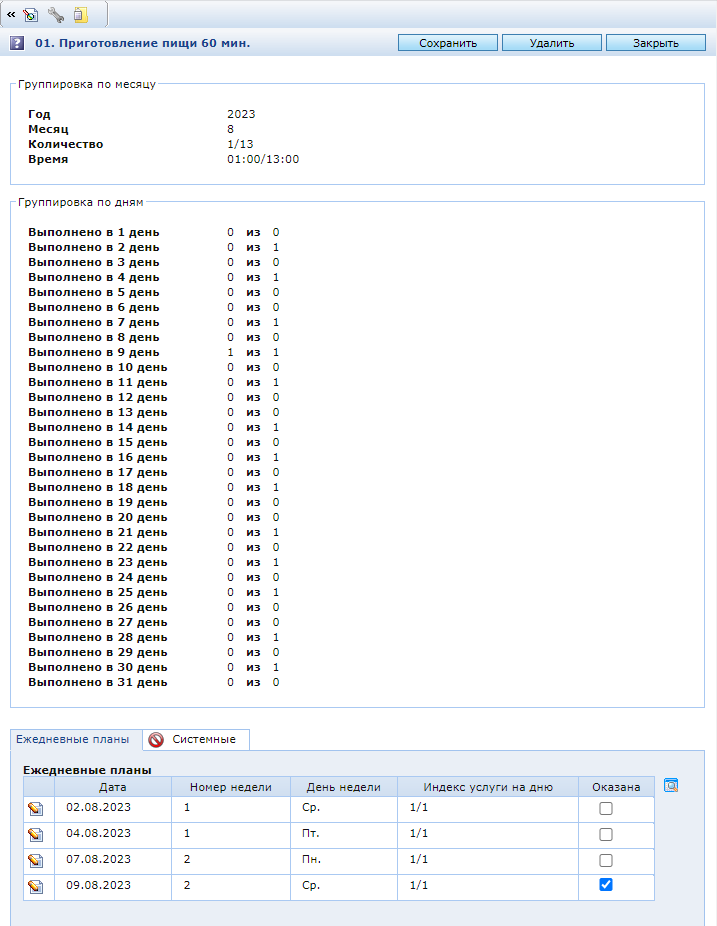 «
? 01. Приготовление пищи 60 мин. Сохранить Удалить Закрыть
Группировка по месяцу
Год 2023
Месяц 8
Количество 1/13
Время 01:00/13:00
Группировка по дням
Выполнено в 1 день 0 из 0
Выполнено в 2 день 0 из 1
Выполнено в 3 день 0 из 0
Выполнено в 4 день 0 из 1
Выполнено в 5 день 0 из 0
Выполнено в 6 день 0 из 0
Выполнено в 7 день 0 из 1
Выполнено в 8 день 0 из 0
Выполнено в 9 день 1 из 1
Выполнено в 10 день 0 из 0
Выполнено в 11 день 0 из 1
Выполнено в 12 день 0 из 0
Выполнено в 13 день 0 из 0
Выполнено в 14 день 0 из 1
Выполнено в 15 день 0 из 0
Выполнено в 16 день 0 из 1
Выполнено в 17 день 0 из 0
Выполнено в 18 день 0 из 1
Выполнено в 19 день 0 из 0
Выполнено в 20 день 0 из 0
Выполнено в 21 день 0 из 1
Выполнено в 22 день 0 из 0
Выполнено в 23 день 0 из 1
Выполнено в 24 день 0 из 0
Выполнено в 25 день 0 из 1
Выполнено в 26 день 0 из 0
Выполнено в 27 день 0 из 0
Выполнено в 28 день 0 из 1
Выполнено в 29 день 0 из 0
Выполнено в 30 день 0 из 1
Выполнено в 31 день 0 из 0
Ежедневные планы Системные
Ежедневные планы
Дата Номер недели День недели Индекс услуги на дню Оказана
02.08.2023 1 Ср. 1/1
04.08.2023 1 Пт. 1/1
07.08.2023 2 Пн. 1/1
09.08.2023 2 Ср. 1/1